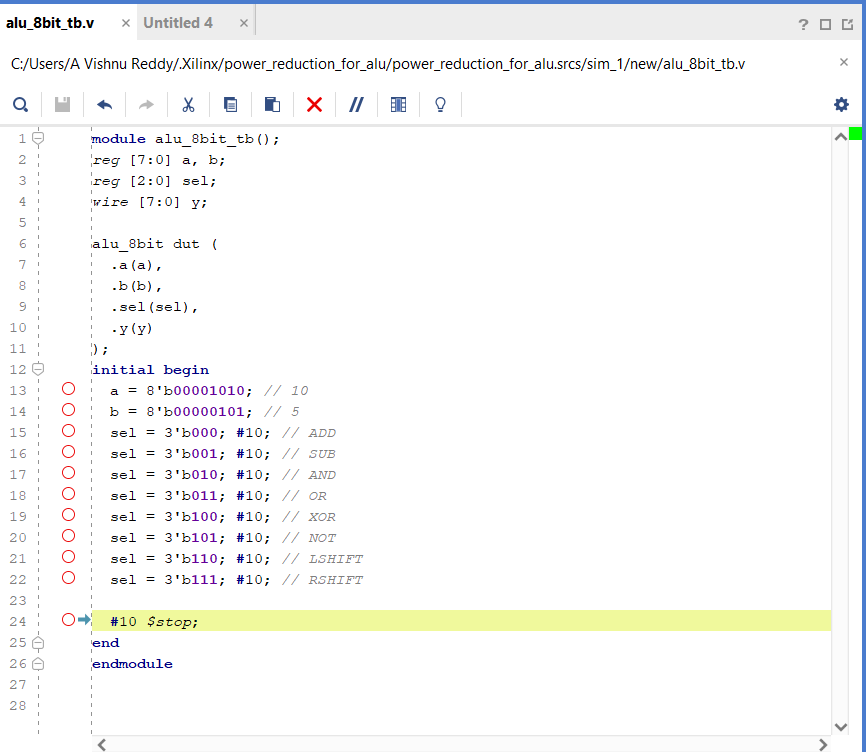 alu_8bit_tb.v × Untitled 4 × ?
C:/Users/A Vishnu Reddy/.Xilinx/power_reduction_for_alu/power_reduction_for_alu.srcs/sim_1/new/alu_8bit_tb.v ×
1 module alu_8bit_tb();
2 reg [7:0] a, b;
3 reg [2:0] sel;
4 wire [7:0] y;
5
6 alu_8bit dut (
7 .a(a),
8 .b(b),
9 .sel(sel),
10 .y(y)
11 );
12 initial begin
13 a = 8'b00001010; // 10
14 b = 8'b00000101; // 5
15 sel = 3'b000; #10; // ADD
16 sel = 3'b001; #10; // SUB
17 sel = 3'b010; #10; // AND
18 sel = 3'b011; #10; // OR
19 sel = 3'b100; #10; // XOR
20 sel = 3'b101; #10; // NOT
21 sel = 3'b110; #10; // LSHIFT
22 sel = 3'b111; #10; // RSHIFT
23
24 #10 $stop;
25 end
26 endmodule
27
28